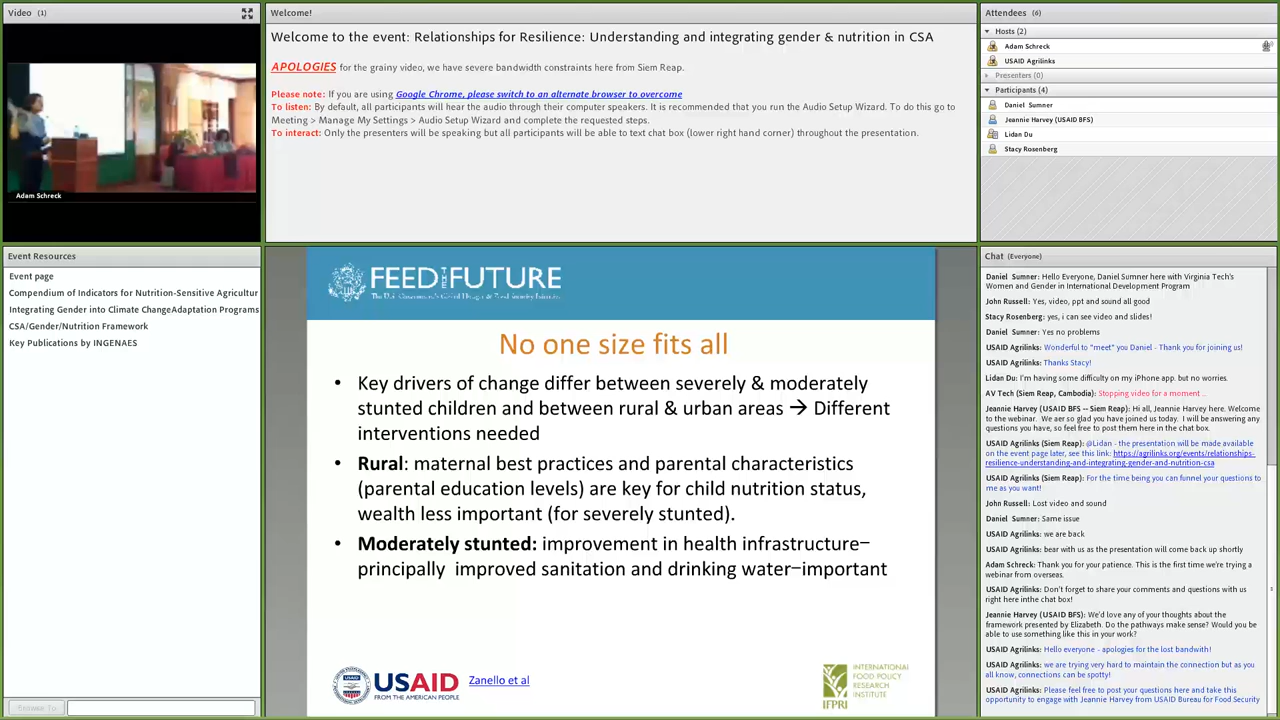 Video (1)
Adam Schreck
Welcome!
Welcome to the event: Relationships for Resilience: Understanding and integrating gender & nutrition in CSA
APOLOGIES for the grainy video, we have severe bandwidth constraints here from Siem Reap.
Please note: If you are using Google Chrome, please switch to an alternate browser to overcome
To listen: By default, all participants will hear the audio through their computer speakers. It is recommended that you run the Audio Setup Wizard. To do this go to
Meeting > Manage My Settings > Audio Setup Wizard and complete the requested steps.
To interact: Only the presenters will be speaking but all participants will be able to text chat box (lower right hand corner) throughout the presentation.
Attendees (6)
Hosts (2)
Adam Schreck
USAID Agrilinks
Presenters (0)
Participants (4)
Daniel Sumner
Jeannie Harvey (USAID BFS)
Lidan Du
Stacy Rosenberg
Event Resources
Event page
Compendium of Indicators for Nutrition-Sensitive Agricultur
Integrating Gender into Climate ChangeAdaptation Programs
CSA/Gender/Nutrition Framework
Key Publications by INGENAES
Browse To
FEED THE FUTURE
No one size fits all
• Key drivers of change differ between severely & moderately
stunted children and between rural & urban areas → Different
interventions needed
• Rural: maternal best practices and parental characteristics
(parental education levels) are key for child nutrition status,
wealth less important (for severely stunted).
• Moderately stunted: improvement in health infrastructure–
principally improved sanitation and drinking water–important
USAID
FROM THE AMERICAN PEOPLE
Zanello et al
IFPRI
INTERNATIONAL
FOOD POLICY
RESEARCH
INSTITUTE
Chat (Everyone)
Daniel Sumner: Hello Everyone, Daniel Sumner here with Virginia Tech's
Women and Gender in International Development Program
John Russell: Yes, video, ppt and sound all good
Stacy Rosenberg: yes, i can see video and slides!
Daniel Sumner: Yes no problems
USAID Agrilinks: Wonderful to "meet" you Daniel - Thank you for joining us!
USAID Agrilinks: Thanks Stacy!
Lidan Du: I'm having some difficulty on my iPhone app. but no worries.
AV Tech (Siem Reap, Cambodia): Stopping video for a moment ..
Jeannie Harvey (USAID BFS -- Siem Reap): Hi all, Jeannie Harvey here. Welcome
to the webinar. We aer so glad you have joined us today. I will be answering any
questions you have, so feel free to post them here in the chat box.
USAID Agrilinks (Siem Reap): @Lidan - the presentation will be made available
on the event page later, see this link: https://agrilinks.org/events/relationships-
resilience-understanding-and-integrating-gender-and-nutrition-csa
USAID Agrilinks (Siem Reap): For the time being you can funnel your questions to
me as you want!
John Russell: Lost video and sound
Daniel Sumner: Same issue
USAID Agrilinks: we are back
USAID Agrilinks: bear with us as the presentation will come back up shortly
Adam Schreck: Thank you for your patience. This is the first time we're trying a
webinar from overseas.
USAID Agrilinks: Don't forget to share your comments and questions with us
right here inthe chat box!
Jeannie Harvey (USAID BFS): We'd love any of your thoughts about the
framework presented by Elizabeth. Do the pathways make sense? Would you be
able to use something like this in your work?
USAID Agrilinks: Hello everyone - apologies for the lost bandwith!
USAID Agrilinks: we are trying very hard to maintain the connection but as you
all know, connections can be spotty!
USAID Agrilinks: Please feel free to post your questions here and take this
opportunity to engage with Jeannie Harvey from USAID Bureau for Food Security